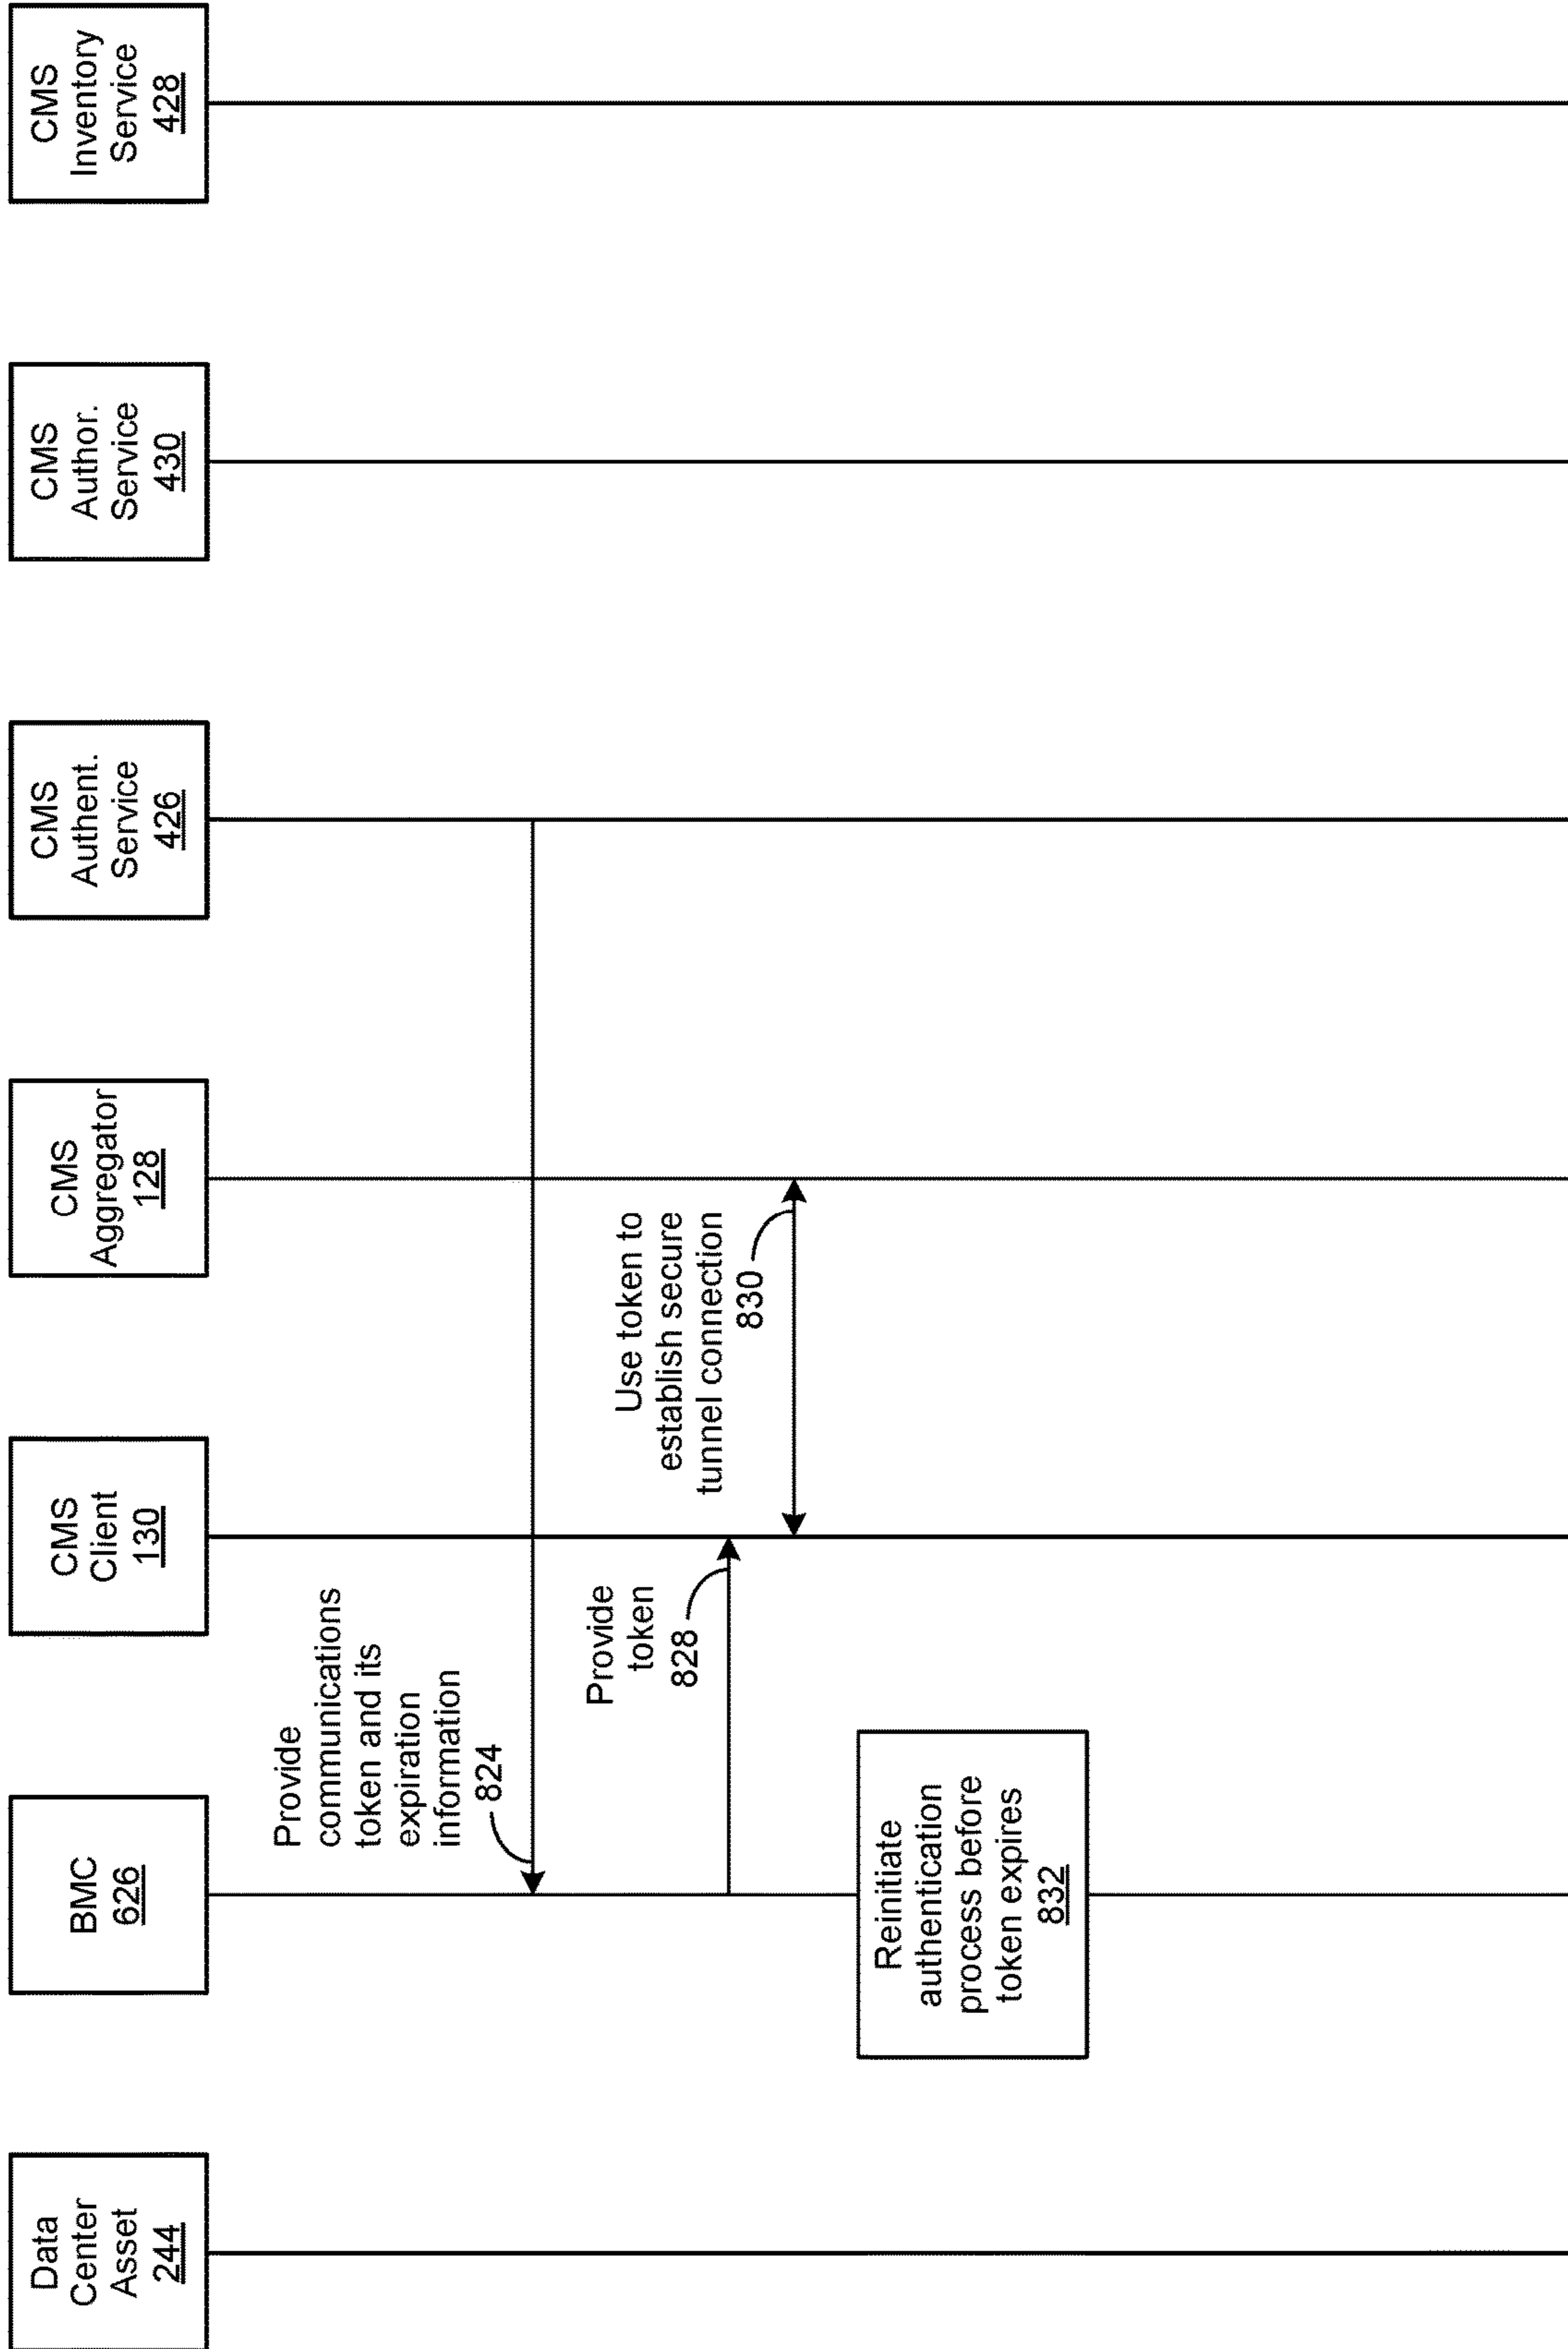 Data
Center
Asset
244
BMC
626
CMS
Client
130
CMS
Aggregator
128
CMS
Authent.
Service
426
CMS
Author.
Service
430
CMS
Inventory
Service
428
Provide
communications
token and its
expiration
information
824
Provide
token
828
Use token to
establish secure
tunnel connection
830
Reinitiate
authentication
process before
token expires
832